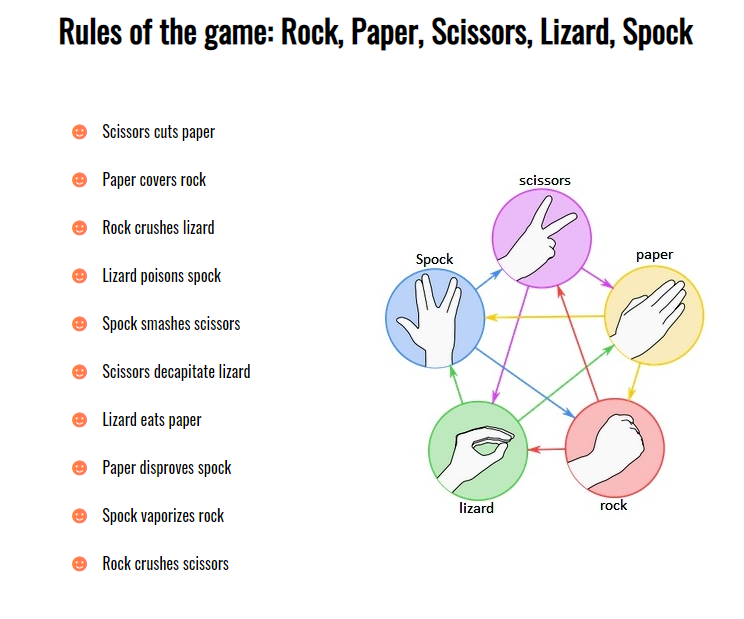 Rules of the game: Rock, Paper, Scissors, Lizard, Spock
Scissors cuts paper
Paper covers rock
Rock crushes lizard
Lizard poisons spock
Spock smashes scissors
Scissors decapitate lizard
Lizard eats paper
Paper disproves spock
Spock vaporizes rock
Rock crushes scissors
scissors
Spock
paper
lizard
rock